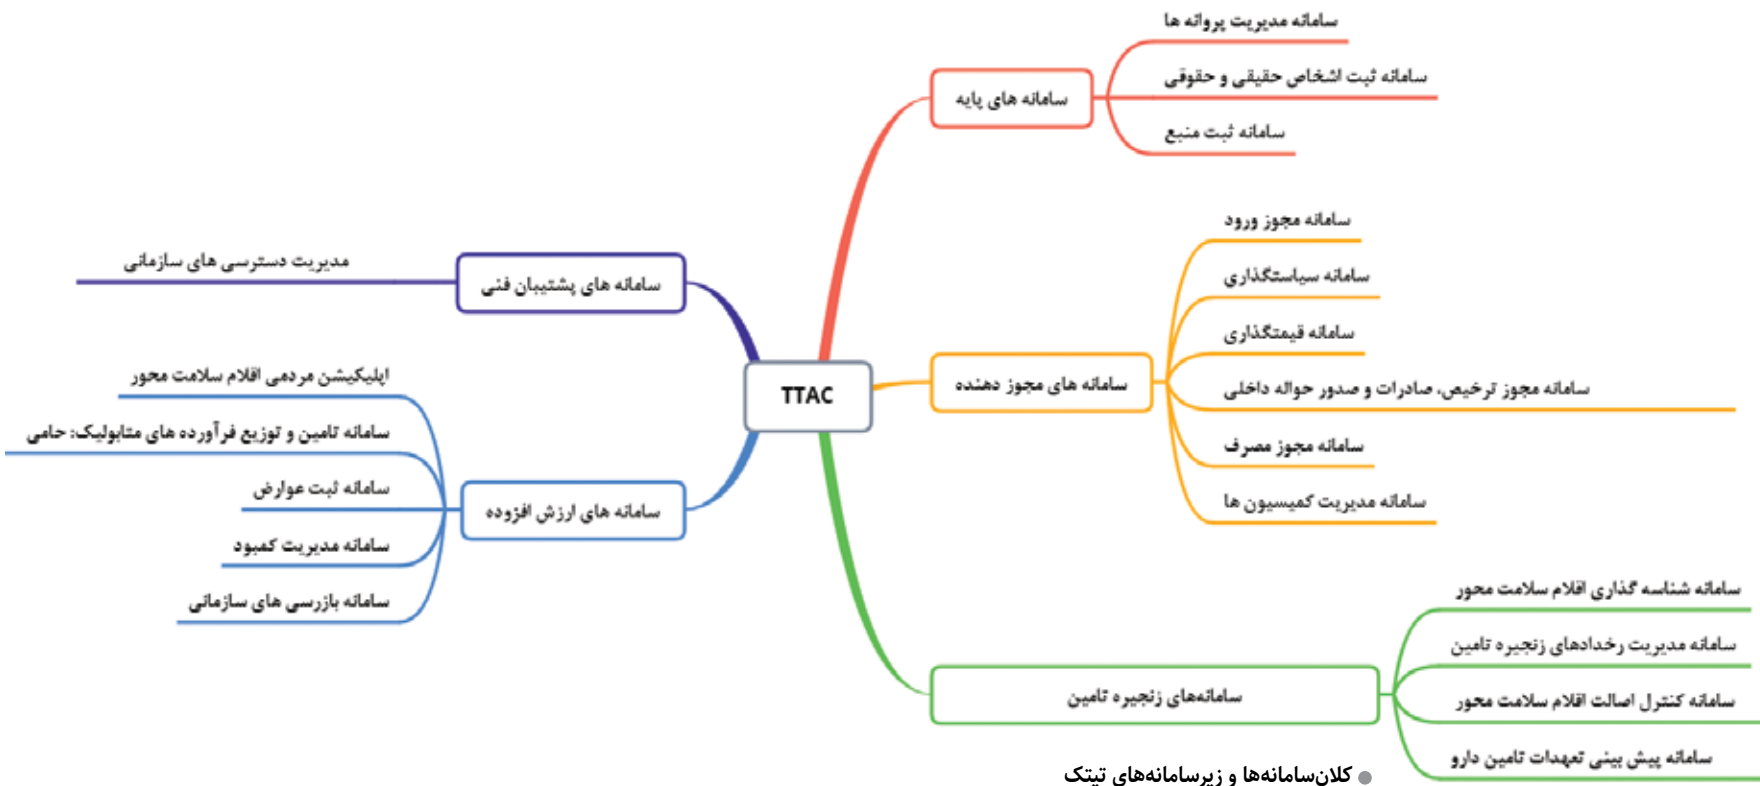 TTAC
سامانه های پایه
سامانه مدیریت پروانه ها
سامانه ثبت اشخاص حقیقی و حقوقی
سامانه ثبت منبع
سامانه های مجوز دهنده
سامانه مجوز ورود
سامانه سیاستگذاری
سامانه قیمتگذاری
سامانه مجوز ترخیص، صادرات و صدور حواله داخلی
سامانه مجوز مصرف
سامانه مدیریت کمیسیون ها
سامانه‌های زنجیره تامین
سامانه شناسه گذاری اقلام سلامت محور
سامانه مدیریت رخدادهای زنجیره تامین
سامانه کنترل اصالت اقلام سلامت محور
سامانه پیش بینی تعهدات تامین دارو
سامانه های پشتیبان فنی
مدیریت دسترسی های سازمانی
سامانه های ارزش افزوده
اپلیکیشن مردمی اقلام سلامت محور
سامانه تامین و توزیع فرآورده های متابولیک: حامی
سامانه ثبت عوارض
سامانه مدیریت کمبود
سامانه بازرسی های سازمانی
کلان‌سامانه‌ها و زیرسامانه‌های تیتک